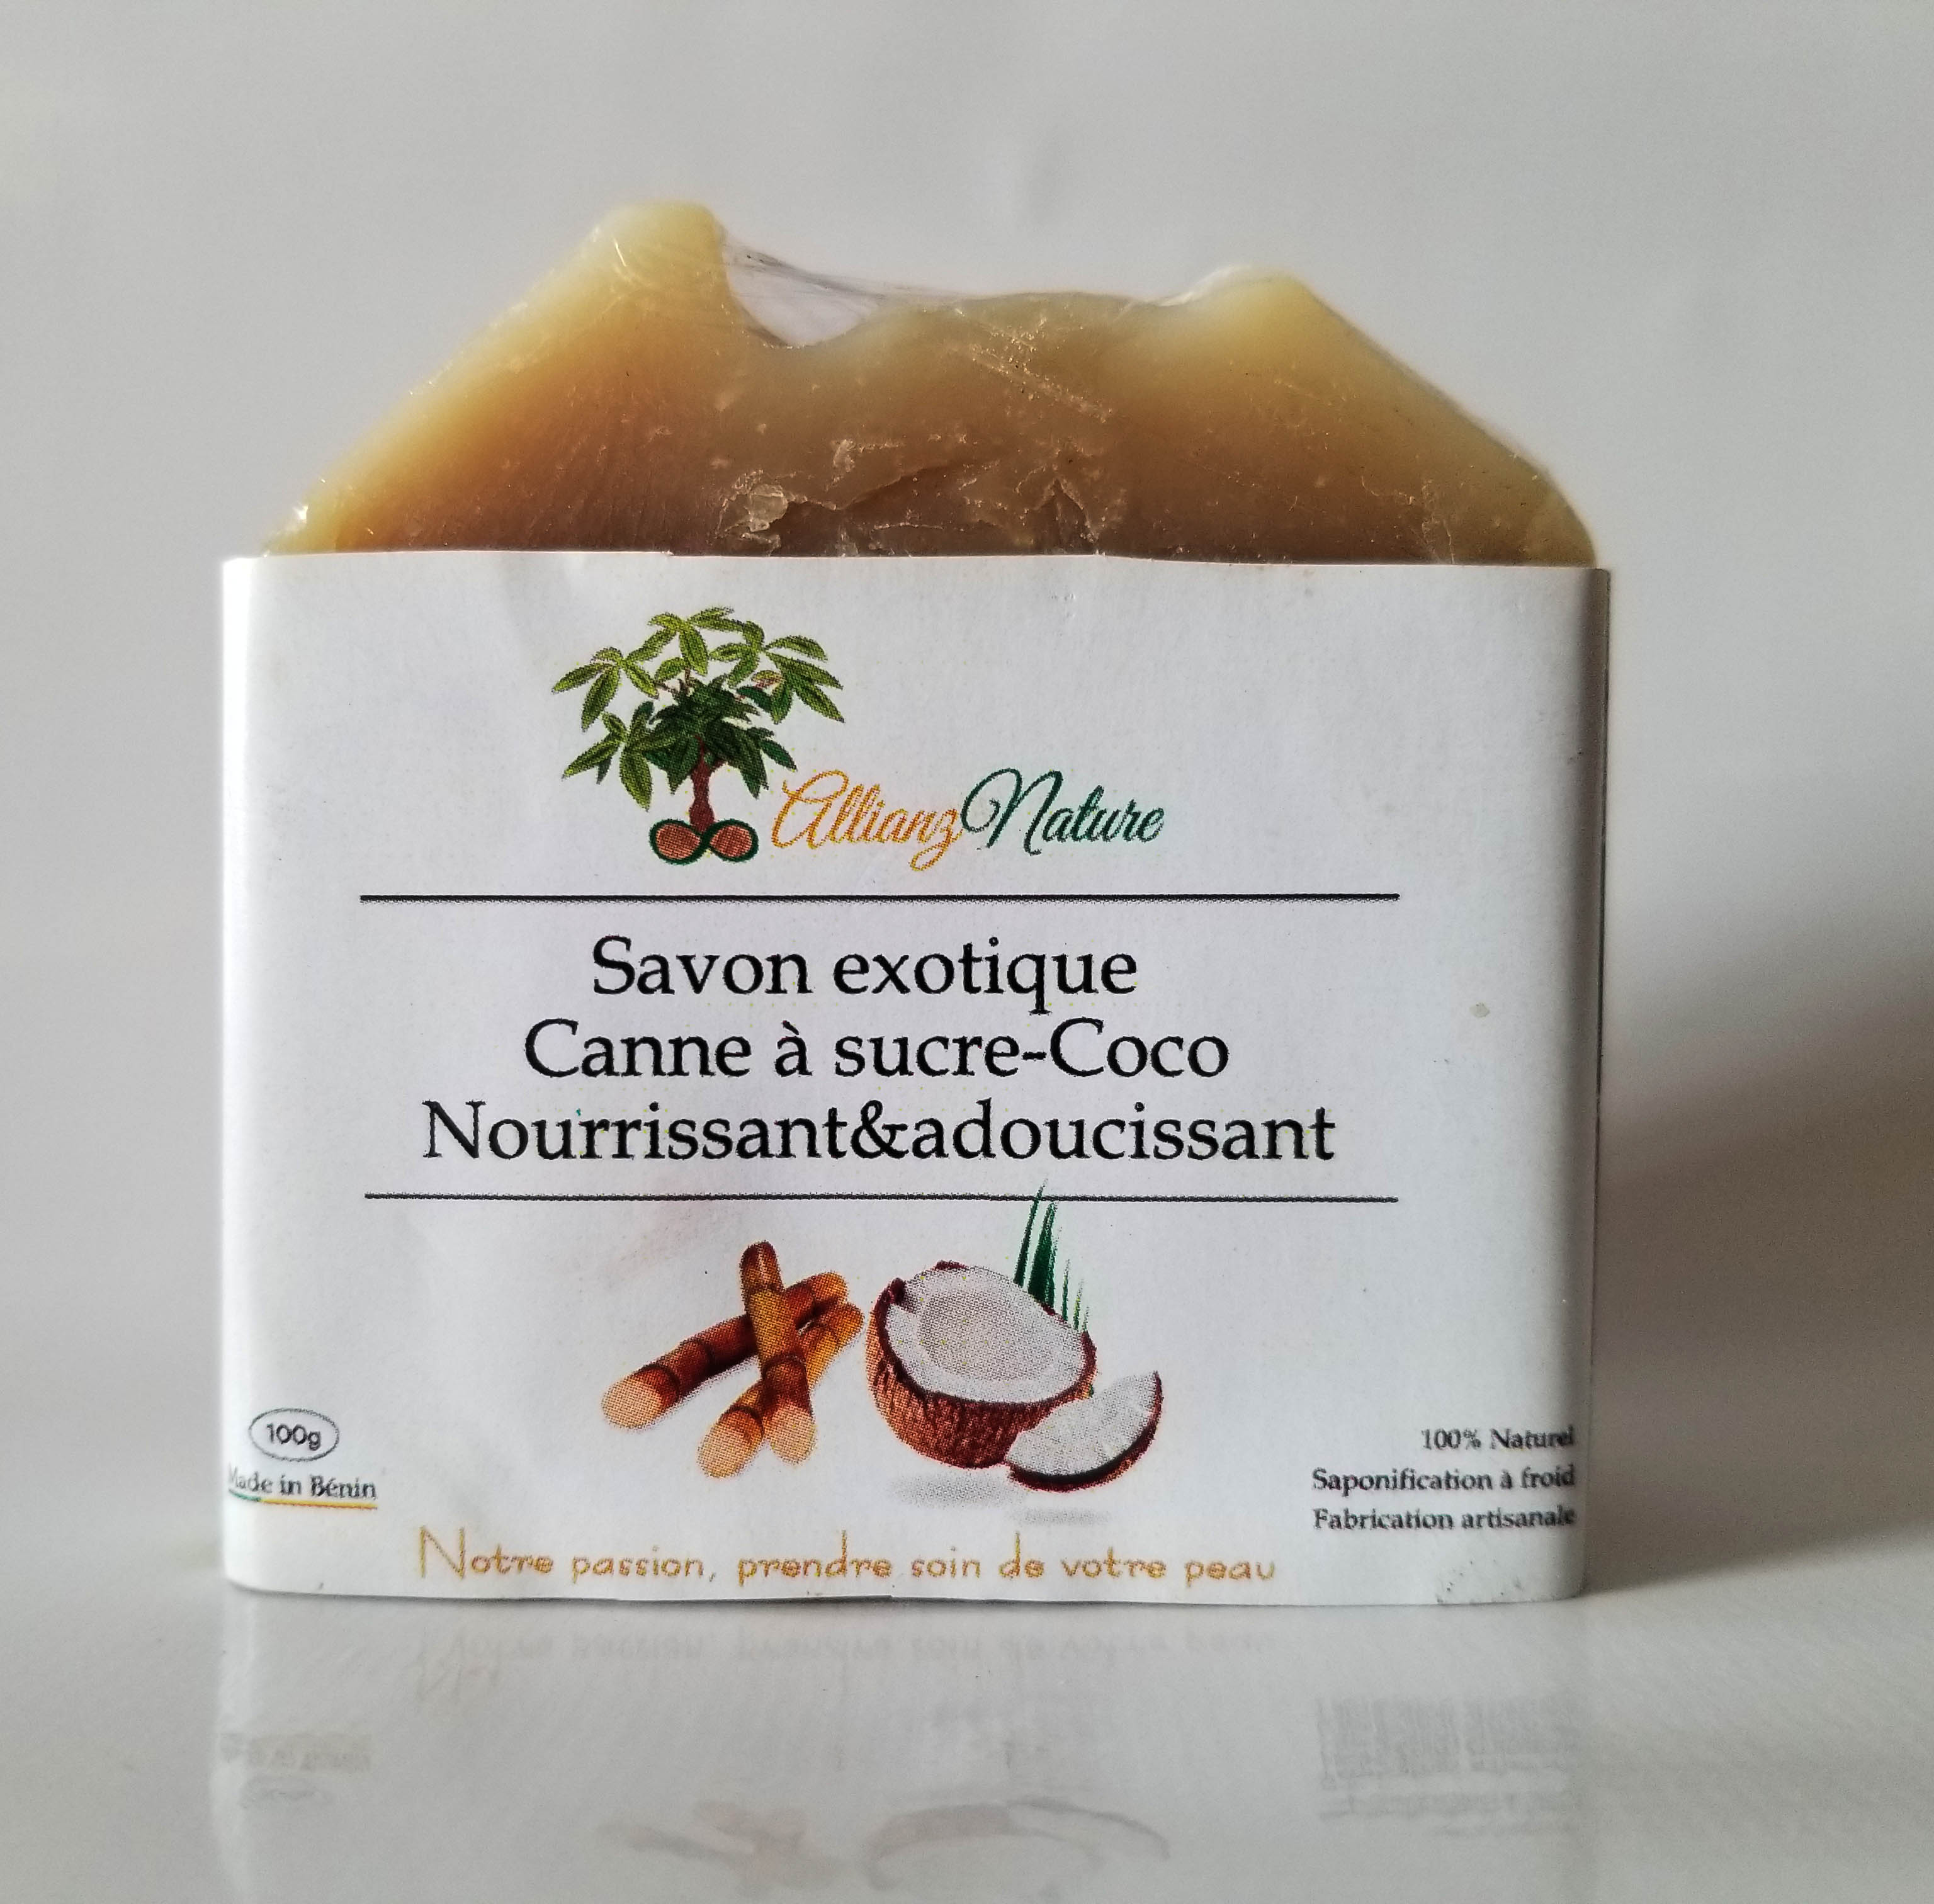 AllianzNature
Savon exotique
Canne à sucre-Coco
Nourrissant&adoucissant
100g
Made in Bénin
100% Naturel
Saponification à froid
Fabrication artisanale
Notre passion, prendre soin de votre peau